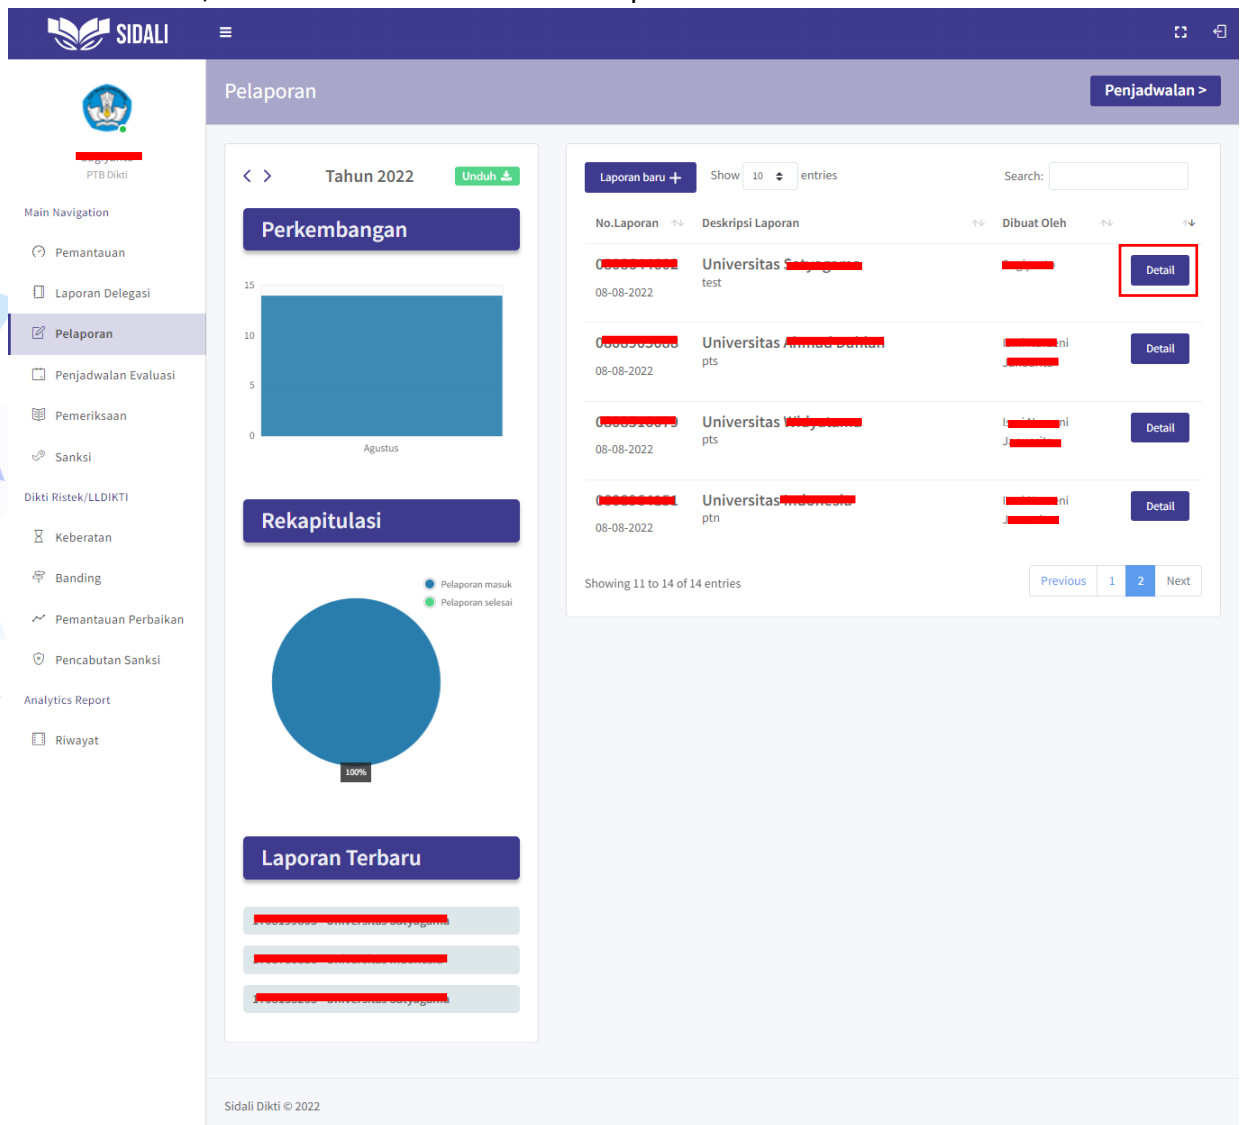 SIDALI
Pelaporan
Penjadwalan >
PTB Dikti
Main Navigation
Pemantauan
Laporan Delegasi
Pelaporan
Penjadwalan Evaluasi
Pemeriksaan
Sanksi
Dikti Ristek/LLDIKTI
Keberatan
Banding
Pemantauan Perbaikan
Pencabutan Sanksi
Analytics Report
Riwayat
Tahun 2022
Unduh
Perkembangan
15
10
5
0
Agustus
Rekapitulasi
Pelaporan masuk
Pelaporan selesai
100%
Laporan Terbaru
Laporan baru +
Show 10 entries
Search:
No.Laporan Deskripsi Laporan Dibuat Oleh
Universitas
test
08-08-2022
Detail
Universitas
pts
08-08-2022
Detail
Universitas
pts
08-08-2022
Detail
Universitas
ptn
08-08-2022
Detail
Showing 11 to 14 of 14 entries
Previous 1 2 Next
Sidali Dikti © 2022